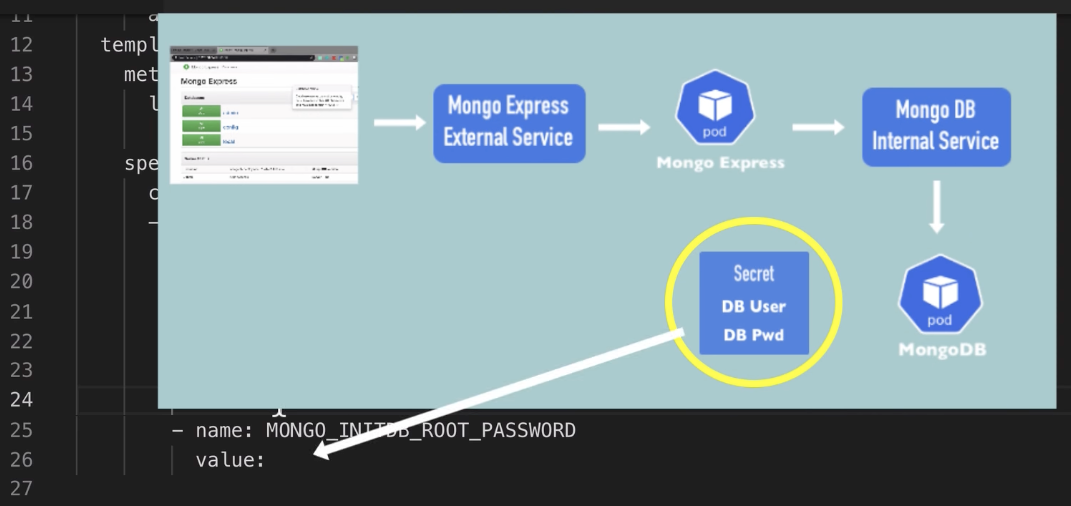 11
12 templ
13 met
14 l
15
16 spe
17 c
18 -
19
20
21
22
23
24
25 - name: MONGO_INITDB_ROOT_PASSWORD
26 value:
27
Mongo Express
Mongo Express
External Service
pod
Mongo Express
Mongo DB
Internal Service
Secret
DB User
DB Pwd
pod
MongoDB